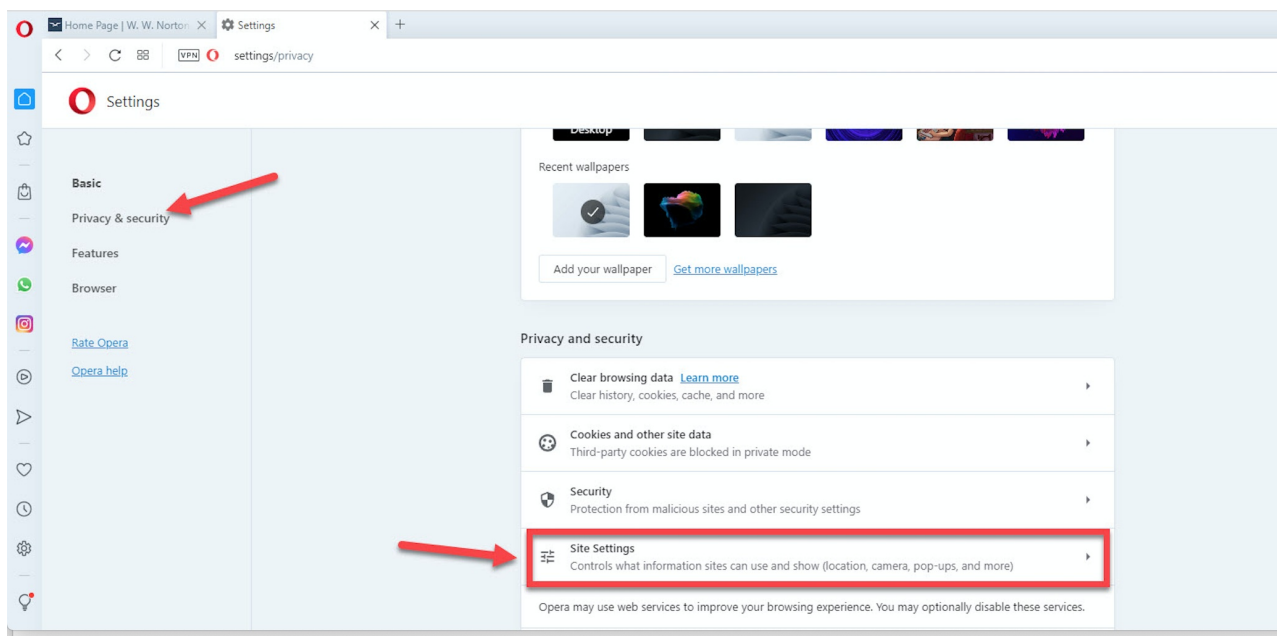 Home Page | W. W. Norton
Settings
VPN
settings/privacy
Settings
Basic
Privacy & security
Features
Browser
Rate Opera
Opera help
Desktop
Recent wallpapers
Add your wallpaper
Get more wallpapers
Privacy and security
Clear browsing data Learn more
Clear history, cookies, cache, and more
Cookies and other site data
Third-party cookies are blocked in private mode
Security
Protection from malicious sites and other security settings
Site Settings
Controls what information sites can use and show (location, camera, pop-ups, and more)
Opera may use web services to improve your browsing experience. You may optionally disable these services.